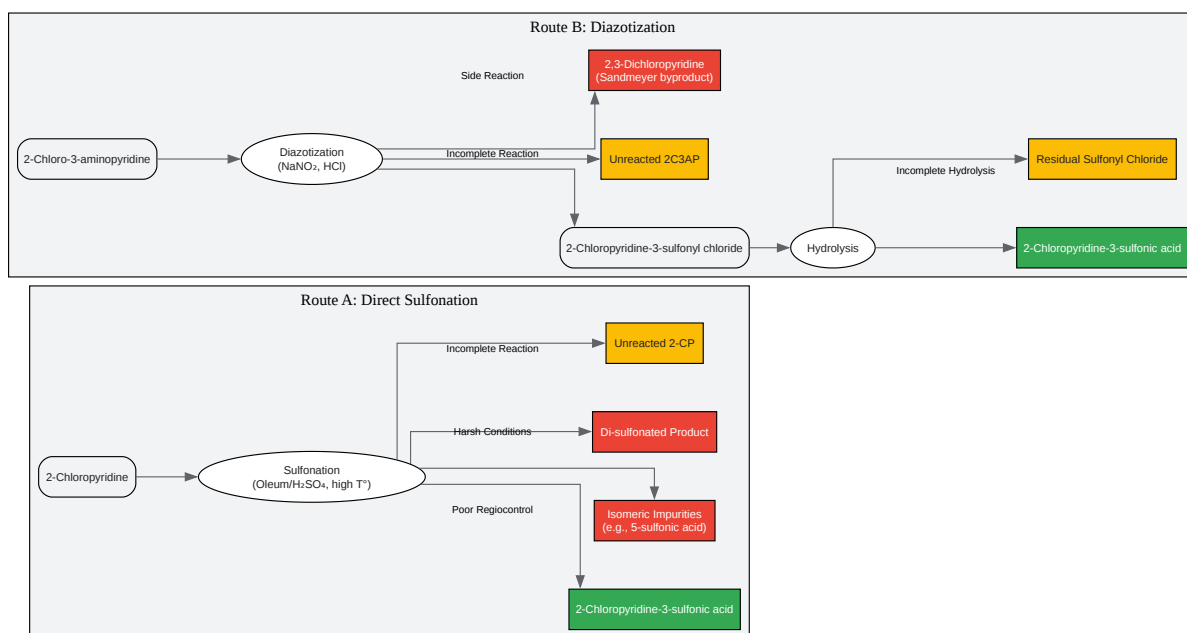 Route B: Diazotization
2,3-Dichloropyridine
(Sandmeyer byproduct)
Side Reaction
2-Chloro-3-aminopyridine
Diazotization
(NaNO₂, HCl)
Incomplete Reaction
Unreacted 2C3AP
Residual Sulfonyl Chloride
Incomplete Hydrolysis
2-Chloropyridine-3-sulfonyl chloride
Hydrolysis
2-Chloropyridine-3-sulfonic acid
Route A: Direct Sulfonation
Incomplete Reaction
Unreacted 2-CP
Harsh Conditions
Di-sulfonated Product
2-Chloropyridine
Sulfonation
(Oleum/H₂SO₄, high T°)
Poor Regiocontrol
Isomeric Impurities
(e.g., 5-sulfonic acid)
2-Chloropyridine-3-sulfonic acid